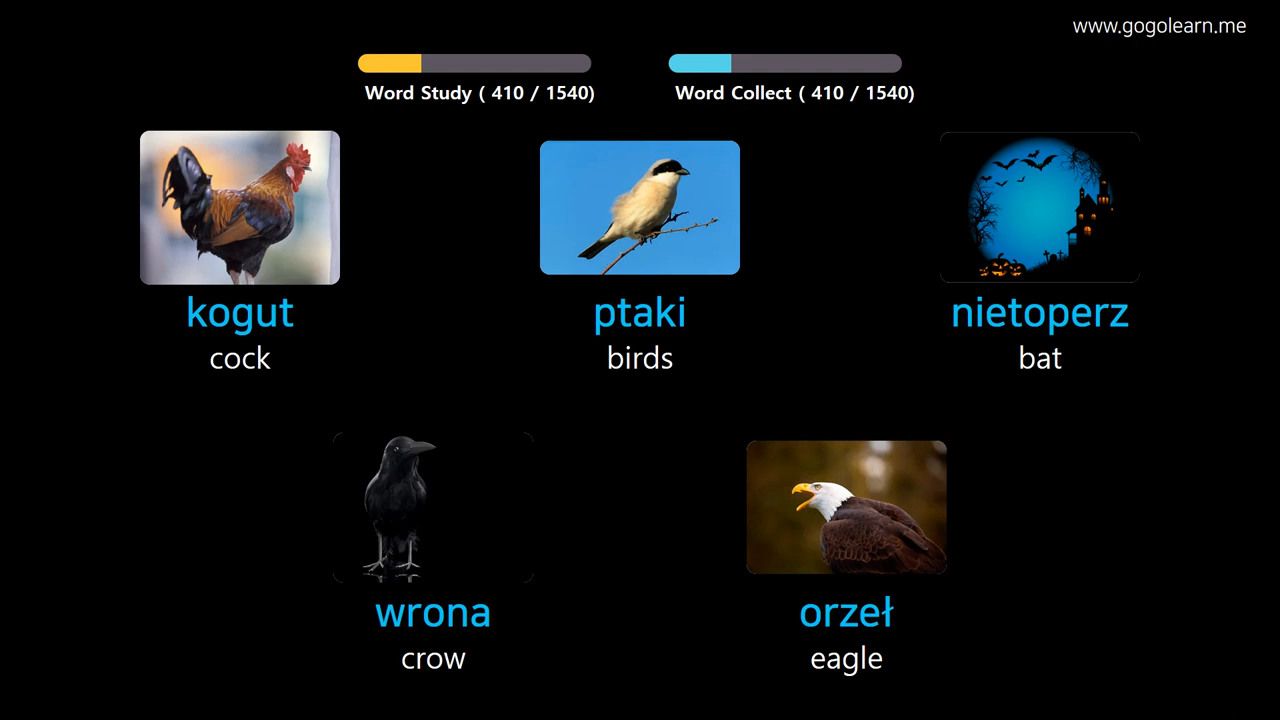 www.gogolearn.me
Word Study ( 410 / 1540)
Word Collect ( 410 / 1540)
kogut
cock
ptaki
birds
nietoperz
bat
wrona
crow
orzeł
eagle